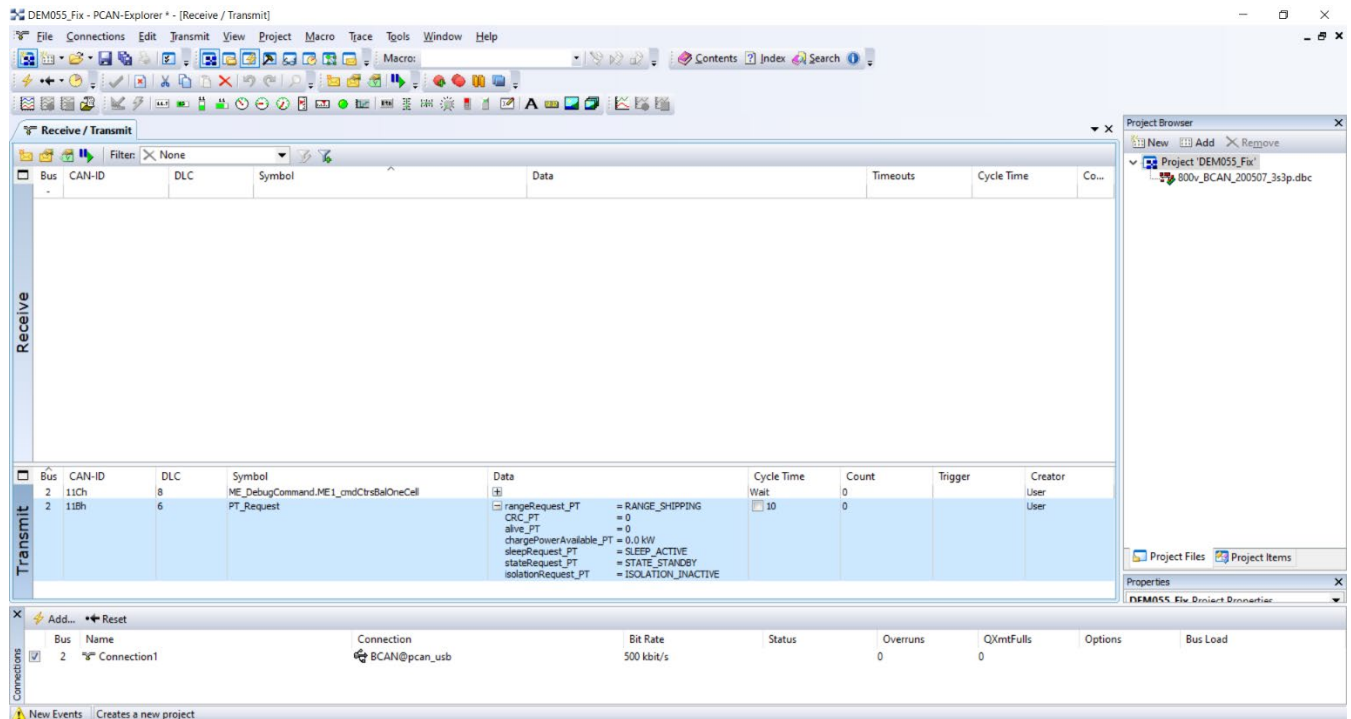 DEM055_Fix - PCAN-Explorer * - [Receive / Transmit]
File Connections Edit Transmit View Project Macro Trace Tools Window Help
Macro: Contents Index Search
Receive / Transmit
Filter: None
Bus CAN-ID DLC Symbol Data Timeouts Cycle Time Co...
-
Receive
Bus CAN-ID DLC Symbol Data Cycle Time Count Trigger Creator
2 11Ch 8 ME_DebugCommand.ME1_cmdCtrsBalOneCell Wait 0 User
2 11Bh 6 PT_Request rangeRequest_PT = RANGE_SHIPPING 10 0 User
CRC_PT = 0
alive_PT = 0
chargePowerAvailable_PT = 0.0 kW
sleepRequest_PT = SLEEP_ACTIVE
stateRequest_PT = STATE_STANDBY
isolationRequest_PT = ISOLATION_INACTIVE
Transmit
Project Browser
New Add Remove
Project 'DEM055_Fix'
800v_BCAN_200507_3s3p.dbc
Project Files Project Items
Properties
DEM055_Fix Project Properties
Add... Reset
Bus Name Connection Bit Rate Status Overruns QXmtFulls Options Bus Load
2 Connection1 BCAN@pcan_usb 500 kbit/s 0 0
Connections
New Events Creates a new project